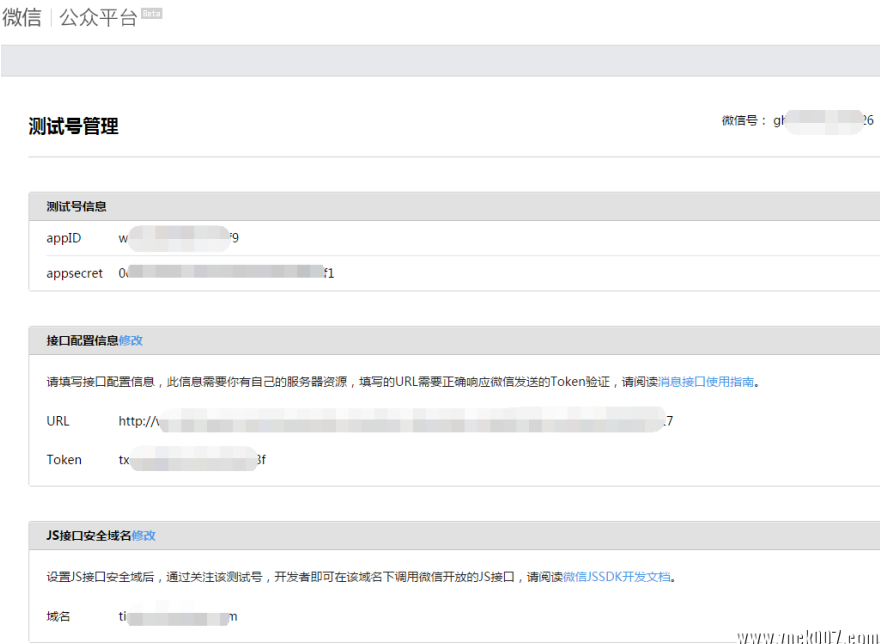 微信 | 公众平台 Beta
测试号管理
微信号： gh 26
测试号信息
appID w f9
appsecret 0 f1
接口配置信息修改
请填写接口配置信息，此信息需要你有自己的服务器资源，填写的URL需要正确响应微信发送的Token验证，请阅读消息接口使用指南。
URL http:// .7
Token tx 3f
JS接口安全域名修改
设置JS接口安全域后，通过关注该测试号，开发者即可在该域名下调用微信开放的JS接口，请阅读微信JSSDK开发文档。
域名 ti m